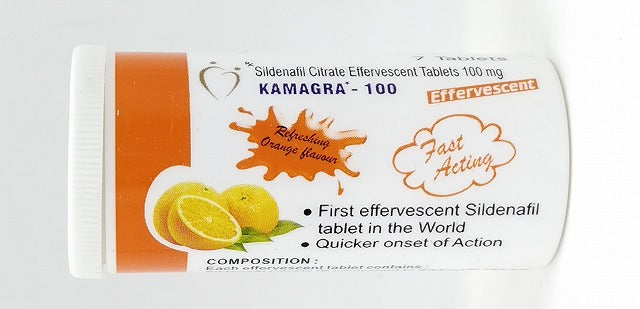 7 Tablets
Sildenafil Citrate Effervescent Tablets 100 mg
KAMAGRA - 100
Effervescent
Refreshing
Orange flavour
Fast
Acting
• First effervescent Sildenafil
tablet in the World
• Quicker onset of Action
COMPOSITION :
Each effervescent tablet contains :